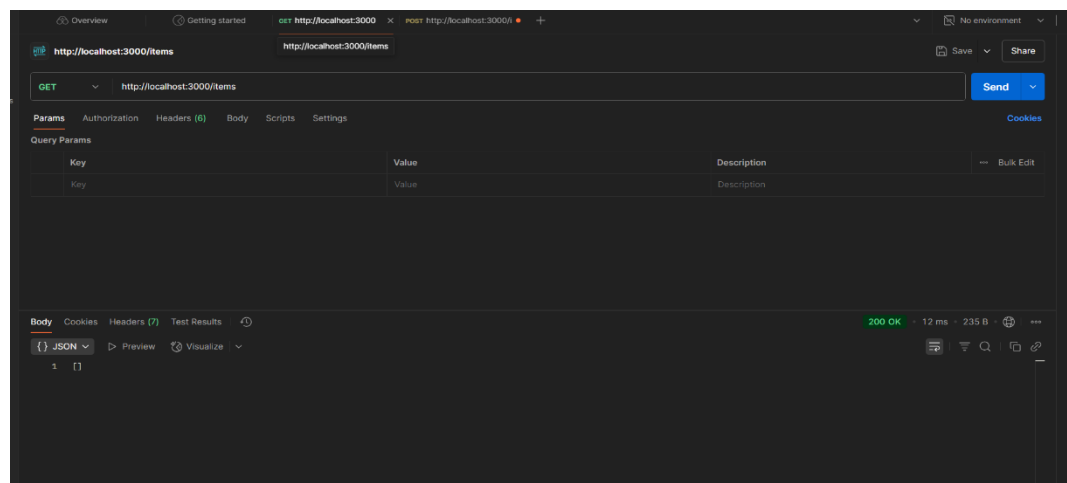 Overview Getting started GET http://localhost:3000 × POST http://localhost:3000/i + No environment
http://localhost:3000/items
HTTP http://localhost:3000/items Save Share
GET http://localhost:3000/items Send
Params Authorization Headers (6) Body Scripts Settings Cookies
Query Params
Key Value Description ••• Bulk Edit
Key Value Description
Body Cookies Headers (7) Test Results 200 OK • 12 ms • 235 B •••
{} JSON Preview Visualize
1 []